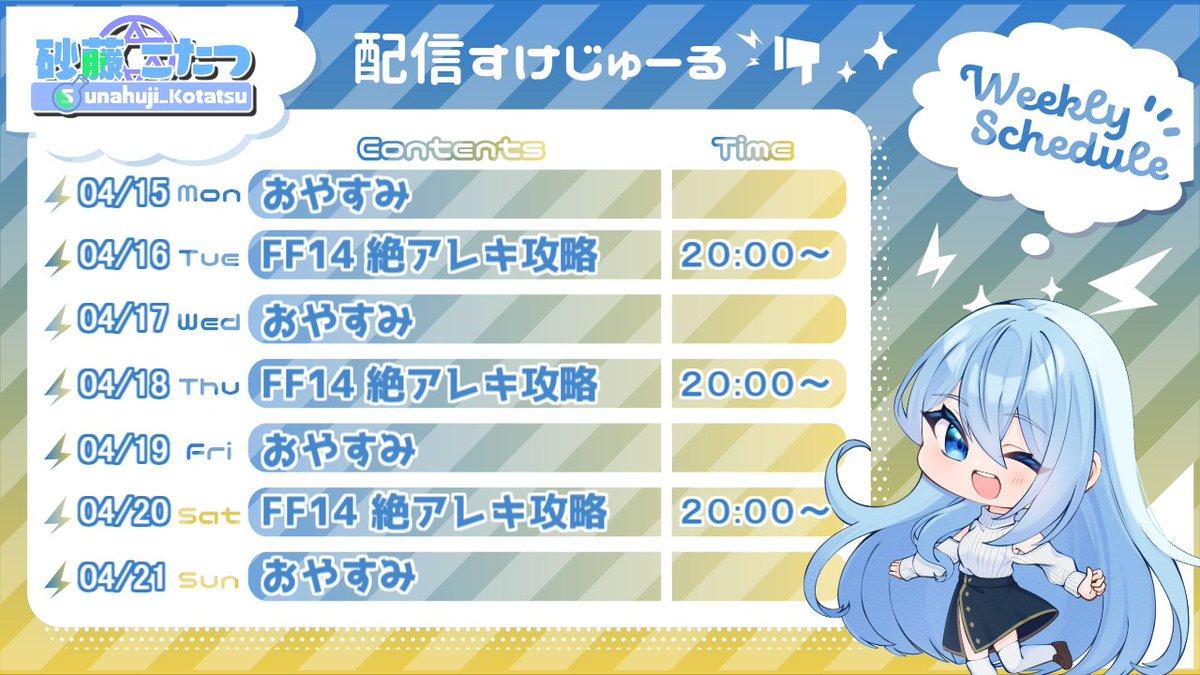 砂藤こたつ
Sunahuji_Kotatsu
配信すけじゅーる
Weekly
Schedule
Contents Time
04/15 Mon おやすみ
04/16 Tue FF14 絶アレキ攻略 20:00～
04/17 Wed おやすみ
04/18 Thu FF14 絶アレキ攻略 20:00～
04/19 Fri おやすみ
04/20 Sat FF14 絶アレキ攻略 20:00～
04/21 Sun おやすみ